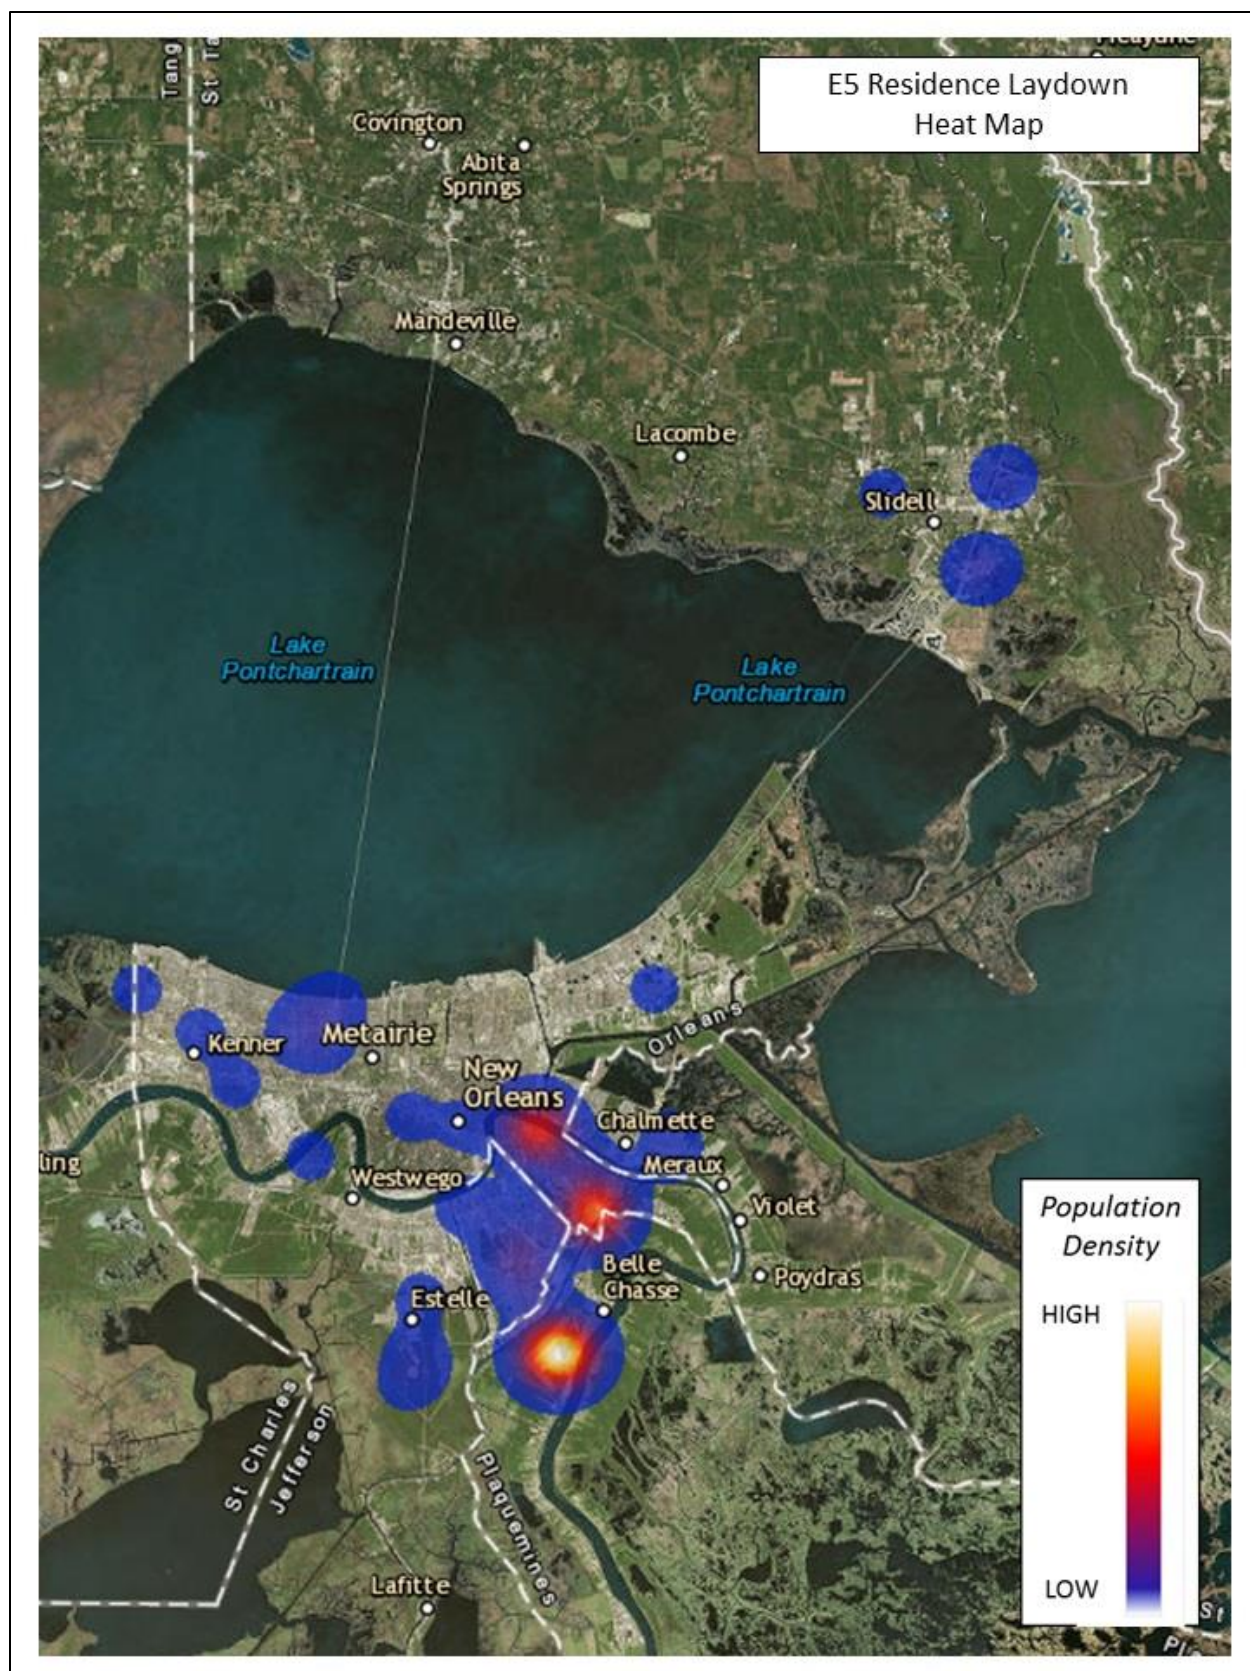 Tang
St Ta
E5 Residence Laydown
Heat Map
Covington
Abita
Springs
Mandeville
Lacombe
Slidell
Lake
Pontchartrain
Lake
Pontchartrain
Kenner
Metairie
Orleans
New
Orleans
Chalmette
ling
Westwego
Meraux
Violet
Belle
Chasse
Poydras
Estelle
St Charles
Jefferson
Plaquemines
Lafitte
Population
Density
HIGH
LOW
St